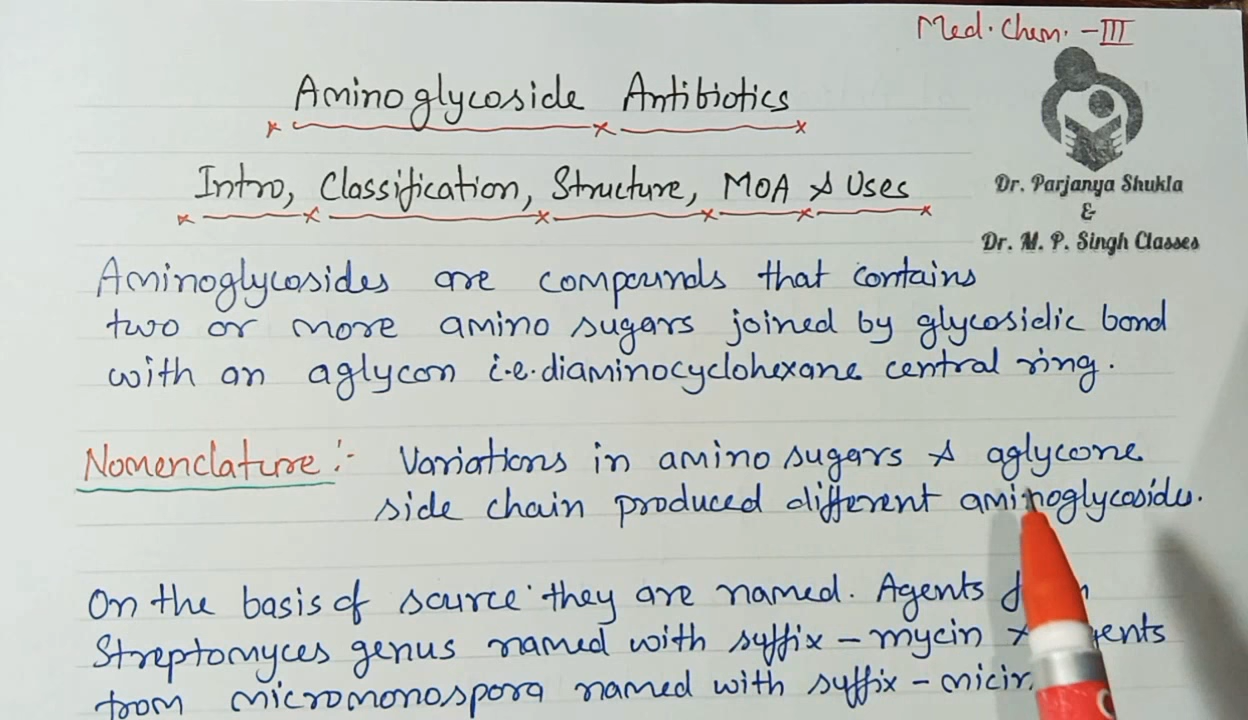 Med. Chem. - III
Aminoglycoside Antibiotics
Intro, Classification, Structure, MOA & Uses
Dr. Parjanya Shukla
&
Dr. M. P. Singh Classes
Aminoglycosides are compounds that contains
two or more amino sugars joined by glycosidic bond
with an aglycon i.e. diaminocyclohexane central ring.
Nomenclature :- Variations in amino sugars & aglycone
side chain produced different aminoglycosides.
On the basis of source they are named. Agents
Streptomyces genus named with suffix - mycin &
from micromonospora named with suffix - micin